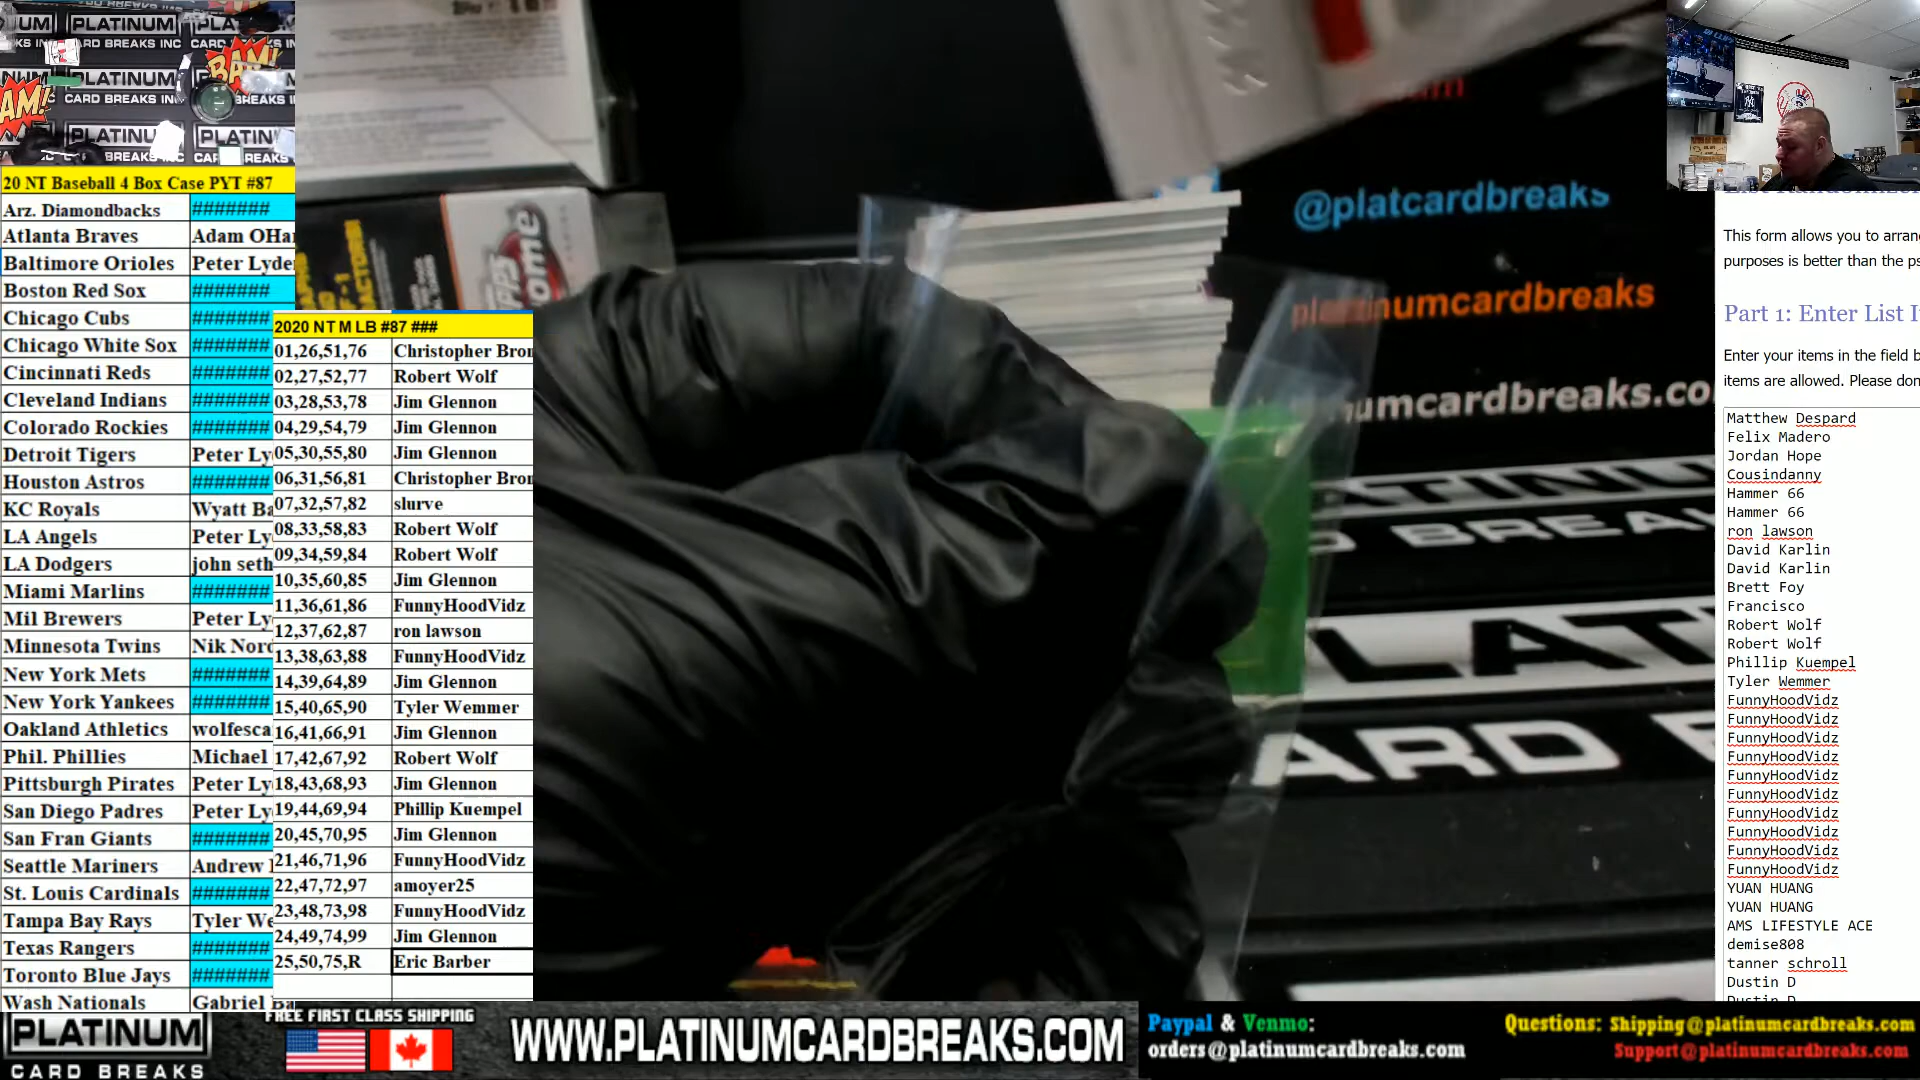 PLATINUM
CARD BREAKS INC
BAM!
20 NT Baseball 4 Box Case PYT #87
Arz. Diamondbacks #######
Atlanta Braves Adam OHar
Baltimore Orioles Peter Lyde
Boston Red Sox #######
Chicago Cubs #######
Chicago White Sox #######
Cincinnati Reds #######
Cleveland Indians #######
Colorado Rockies #######
Detroit Tigers Peter Ly
Houston Astros #######
KC Royals Wyatt Ba
LA Angels Peter Ly
LA Dodgers john seth
Miami Marlins #######
Mil Brewers Peter Ly
Minnesota Twins Nik Nord
New York Mets #######
New York Yankees #######
Oakland Athletics wolfesca
Phil. Phillies Michael
Pittsburgh Pirates Peter Ly
San Diego Padres Peter Ly
San Fran Giants #######
Seattle Mariners Andrew
St. Louis Cardinals #######
Tampa Bay Rays Tyler We
Texas Rangers #######
Toronto Blue Jays #######
Wash Nationals Gabriel Ba
2020 NT MLB #87 ###
01,26,51,76 Christopher Bron
02,27,52,77 Robert Wolf
03,28,53,78 Jim Glennon
04,29,54,79 Jim Glennon
05,30,55,80 Jim Glennon
06,31,56,81 Christopher Bron
07,32,57,82 slurve
08,33,58,83 Robert Wolf
09,34,59,84 Robert Wolf
10,35,60,85 Jim Glennon
11,36,61,86 FunnyHoodVidz
12,37,62,87 ron lawson
13,38,63,88 FunnyHoodVidz
14,39,64,89 Jim Glennon
15,40,65,90 Tyler Wemmer
16,41,66,91 Jim Glennon
17,42,67,92 Robert Wolf
18,43,68,93 Jim Glennon
19,44,69,94 Phillip Kuempel
20,45,70,95 Jim Glennon
21,46,71,96 FunnyHoodVidz
22,47,72,97 amoyer25
23,48,73,98 FunnyHoodVidz
24,49,74,99 Jim Glennon
25,50,75,R Eric Barber
@platcardbreaks
platinumcardbreaks
numcardbreaks.co
This form allows you to arran
purposes is better than the ps
Part 1: Enter List I
Enter your items in the field b
items are allowed. Please don
Matthew Despard
Felix Madero
Jordan Hope
Cousindanny
Hammer 66
Hammer 66
ron lawson
David Karlin
David Karlin
Brett Foy
Francisco
Robert Wolf
Robert Wolf
Phillip Kuempel
Tyler Wemmer
FunnyHoodVidz
FunnyHoodVidz
FunnyHoodVidz
FunnyHoodVidz
FunnyHoodVidz
FunnyHoodVidz
FunnyHoodVidz
FunnyHoodVidz
FunnyHoodVidz
FunnyHoodVidz
YUAN HUANG
YUAN HUANG
AMS LIFESTYLE ACE
demise808
tanner schroll
Dustin D
Dustin D
PLATINUM
CARD BREAKS
FREE FIRST CLASS SHIPPING
WWW.PLATINUMCARDBREAKS.COM
Paypal & Venmo:
orders@platinumcardbreaks.com
Questions: Shipping@platinumcardbreaks.com
Support@platinumcardbreaks.com